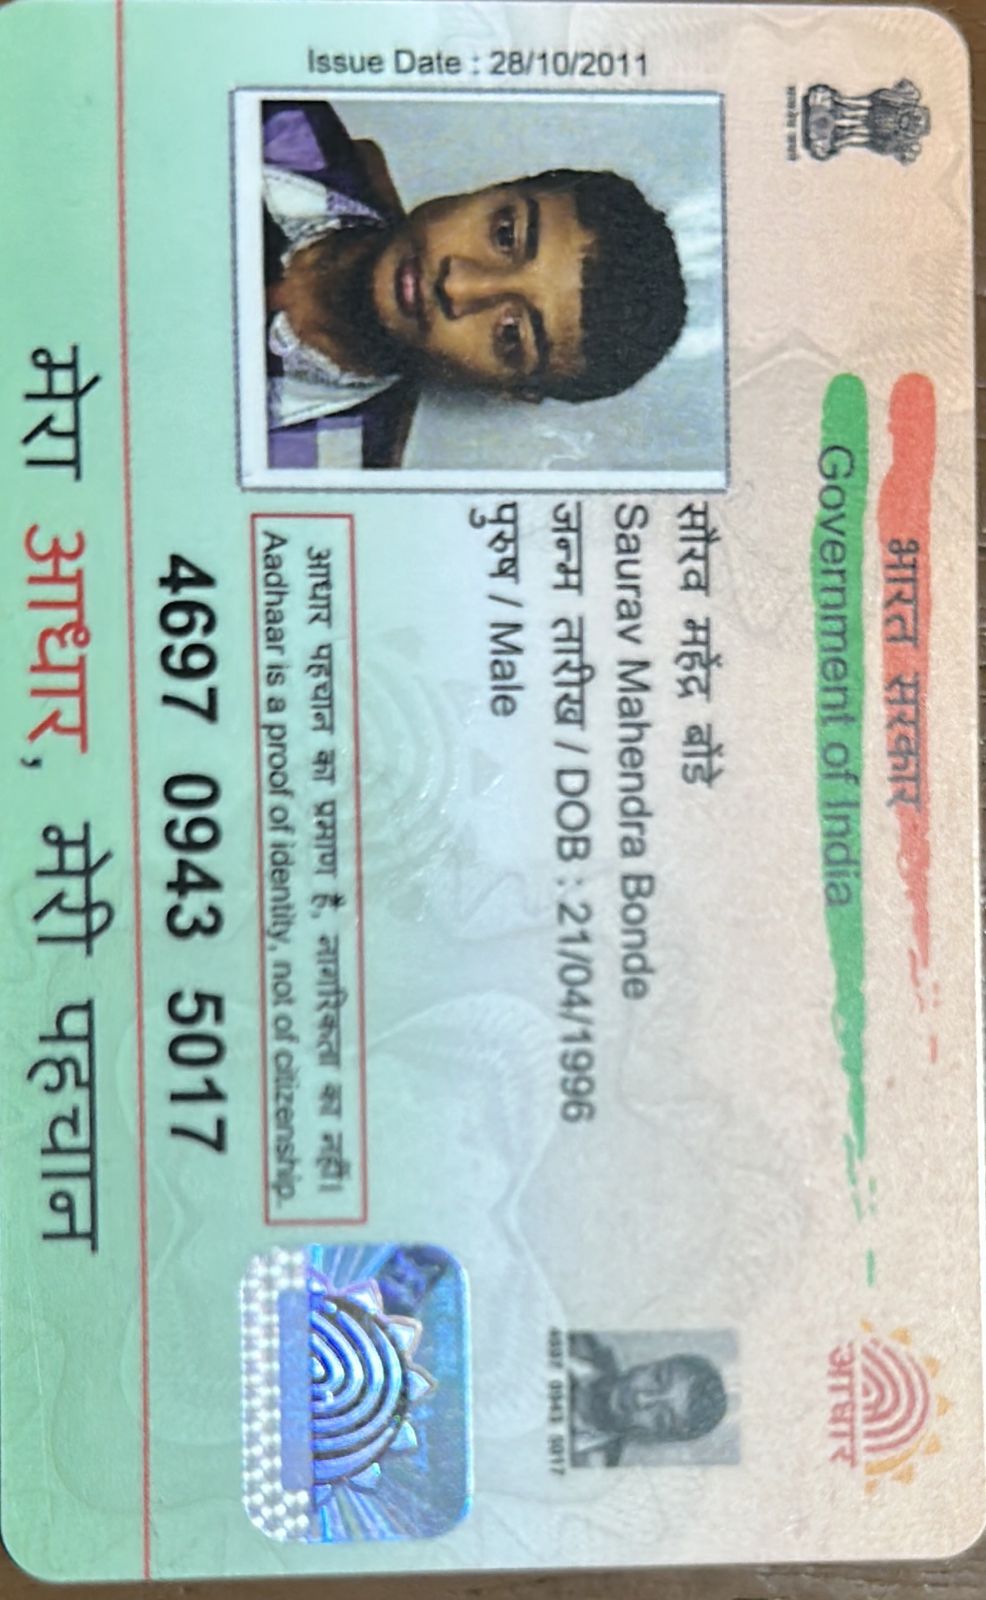 भारत सरकार
Government of India
आधार
सत्यमेव जयते
Issue Date : 28/10/2011
सौरव महेंद्र बोंडे
Saurav Mahendra Bonde
जन्म तारीख / DOB : 21/04/1996
पुरुष / Male
4697 0943 5017
आधार पहचान का प्रमाण है, नागरिकता का नहीं।
Aadhaar is a proof of identity, not of citizenship.
4697 0943 5017
मेरा आधार, मेरी पहचान